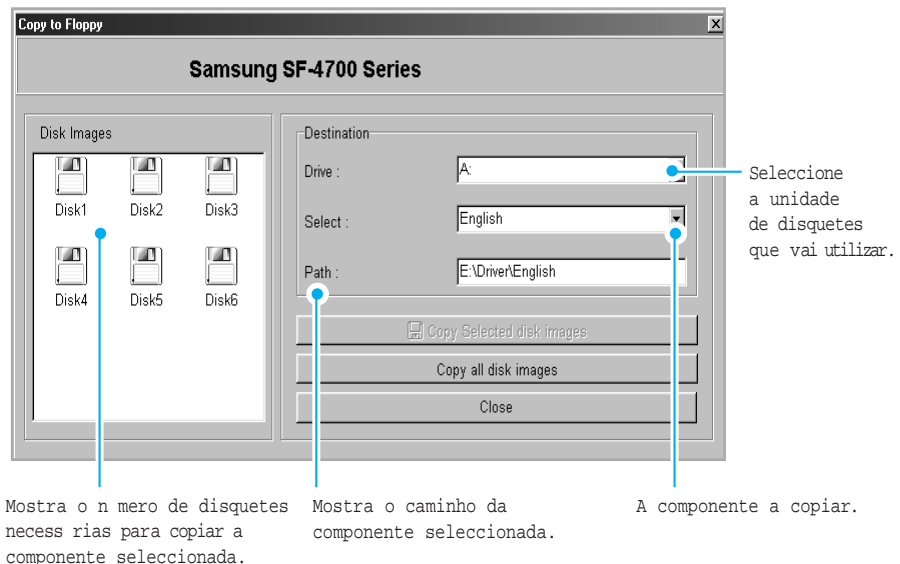 Copy to Floppy
Samsung SF-4700 Series
Disk Images
Disk1 Disk2 Disk3
Disk4 Disk5 Disk6
Destination
Drive : A:
Select : English
Path : E:\Driver\English
Copy Selected disk images
Copy all disk images
Close
Seleccione
a unidade
de disquetes
que vai utilizar.
Mostra o n mero de disquetes
necess rias para copiar a
componente seleccionada.
Mostra o caminho da
componente seleccionada.
A componente a copiar.